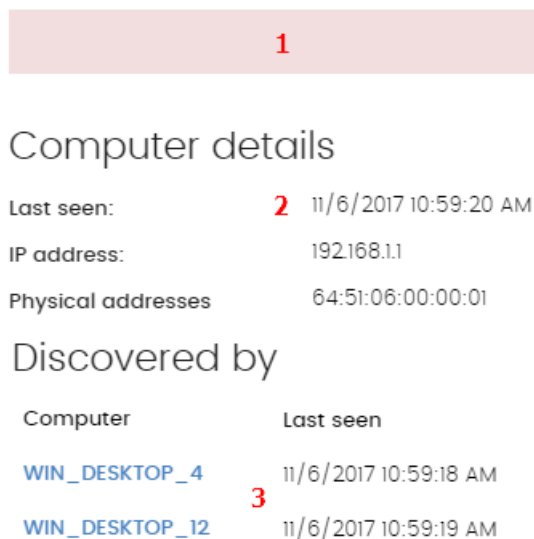 1
Computer details
Last seen: 2 11/6/2017 10:59:20 AM
IP address: 192.168.1.1
Physical addresses 64:51:06:00:00:01
Discovered by
Computer Last seen
WIN_DESKTOP_4 11/6/2017 10:59:18 AM
3
WIN_DESKTOP_12 11/6/2017 10:59:19 AM